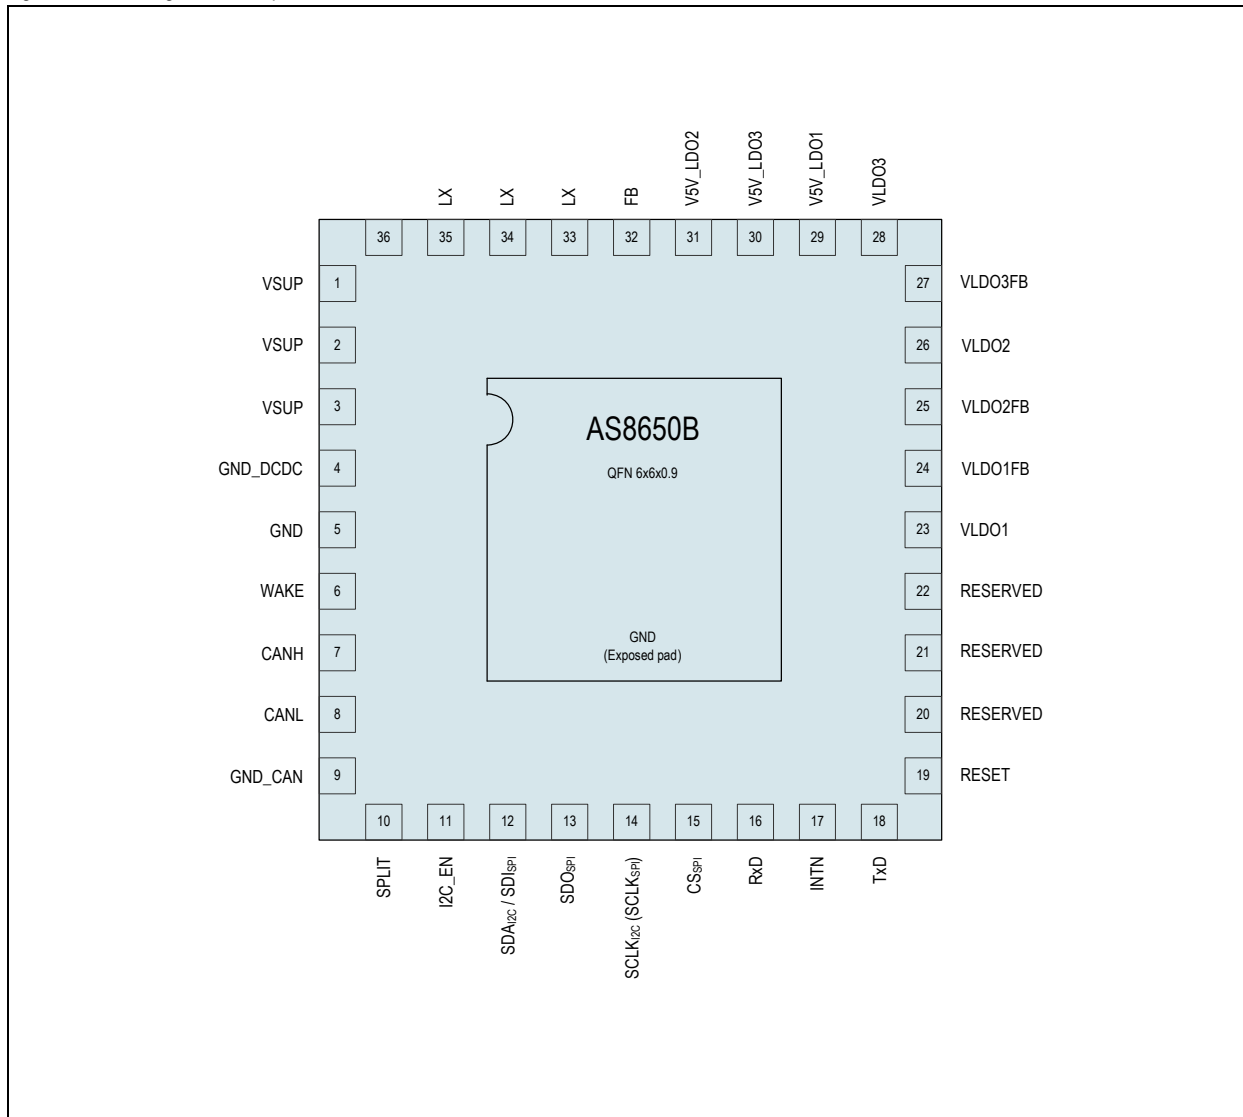 V5V_LDO2
V5V_LDO3
V5V_LDO1
VLDO3
LX
LX
LX
FB
36
35
34
33
32
31
30
29
28
VSUP 1
27 VLDO3FB
VSUP 2
26 VLDO2
VSUP 3
25 VLDO2FB
AS8650B
GND_DCDC 4
QFN 6x6x0.9
24 VLDO1FB
GND 5
23 VLDO1
WAKE 6
22 RESERVED
GND
(Exposed pad)
CANH 7
21 RESERVED
CANL 8
20 RESERVED
GND_CAN 9
19 RESET
10
11
12
13
14
15
16
17
18
SPLIT
I2C_EN
SDAI2C / SDISPI
SDOSPI
SCLKI2C (SCLKSPI)
CSSPI
RxD
INTN
TxD